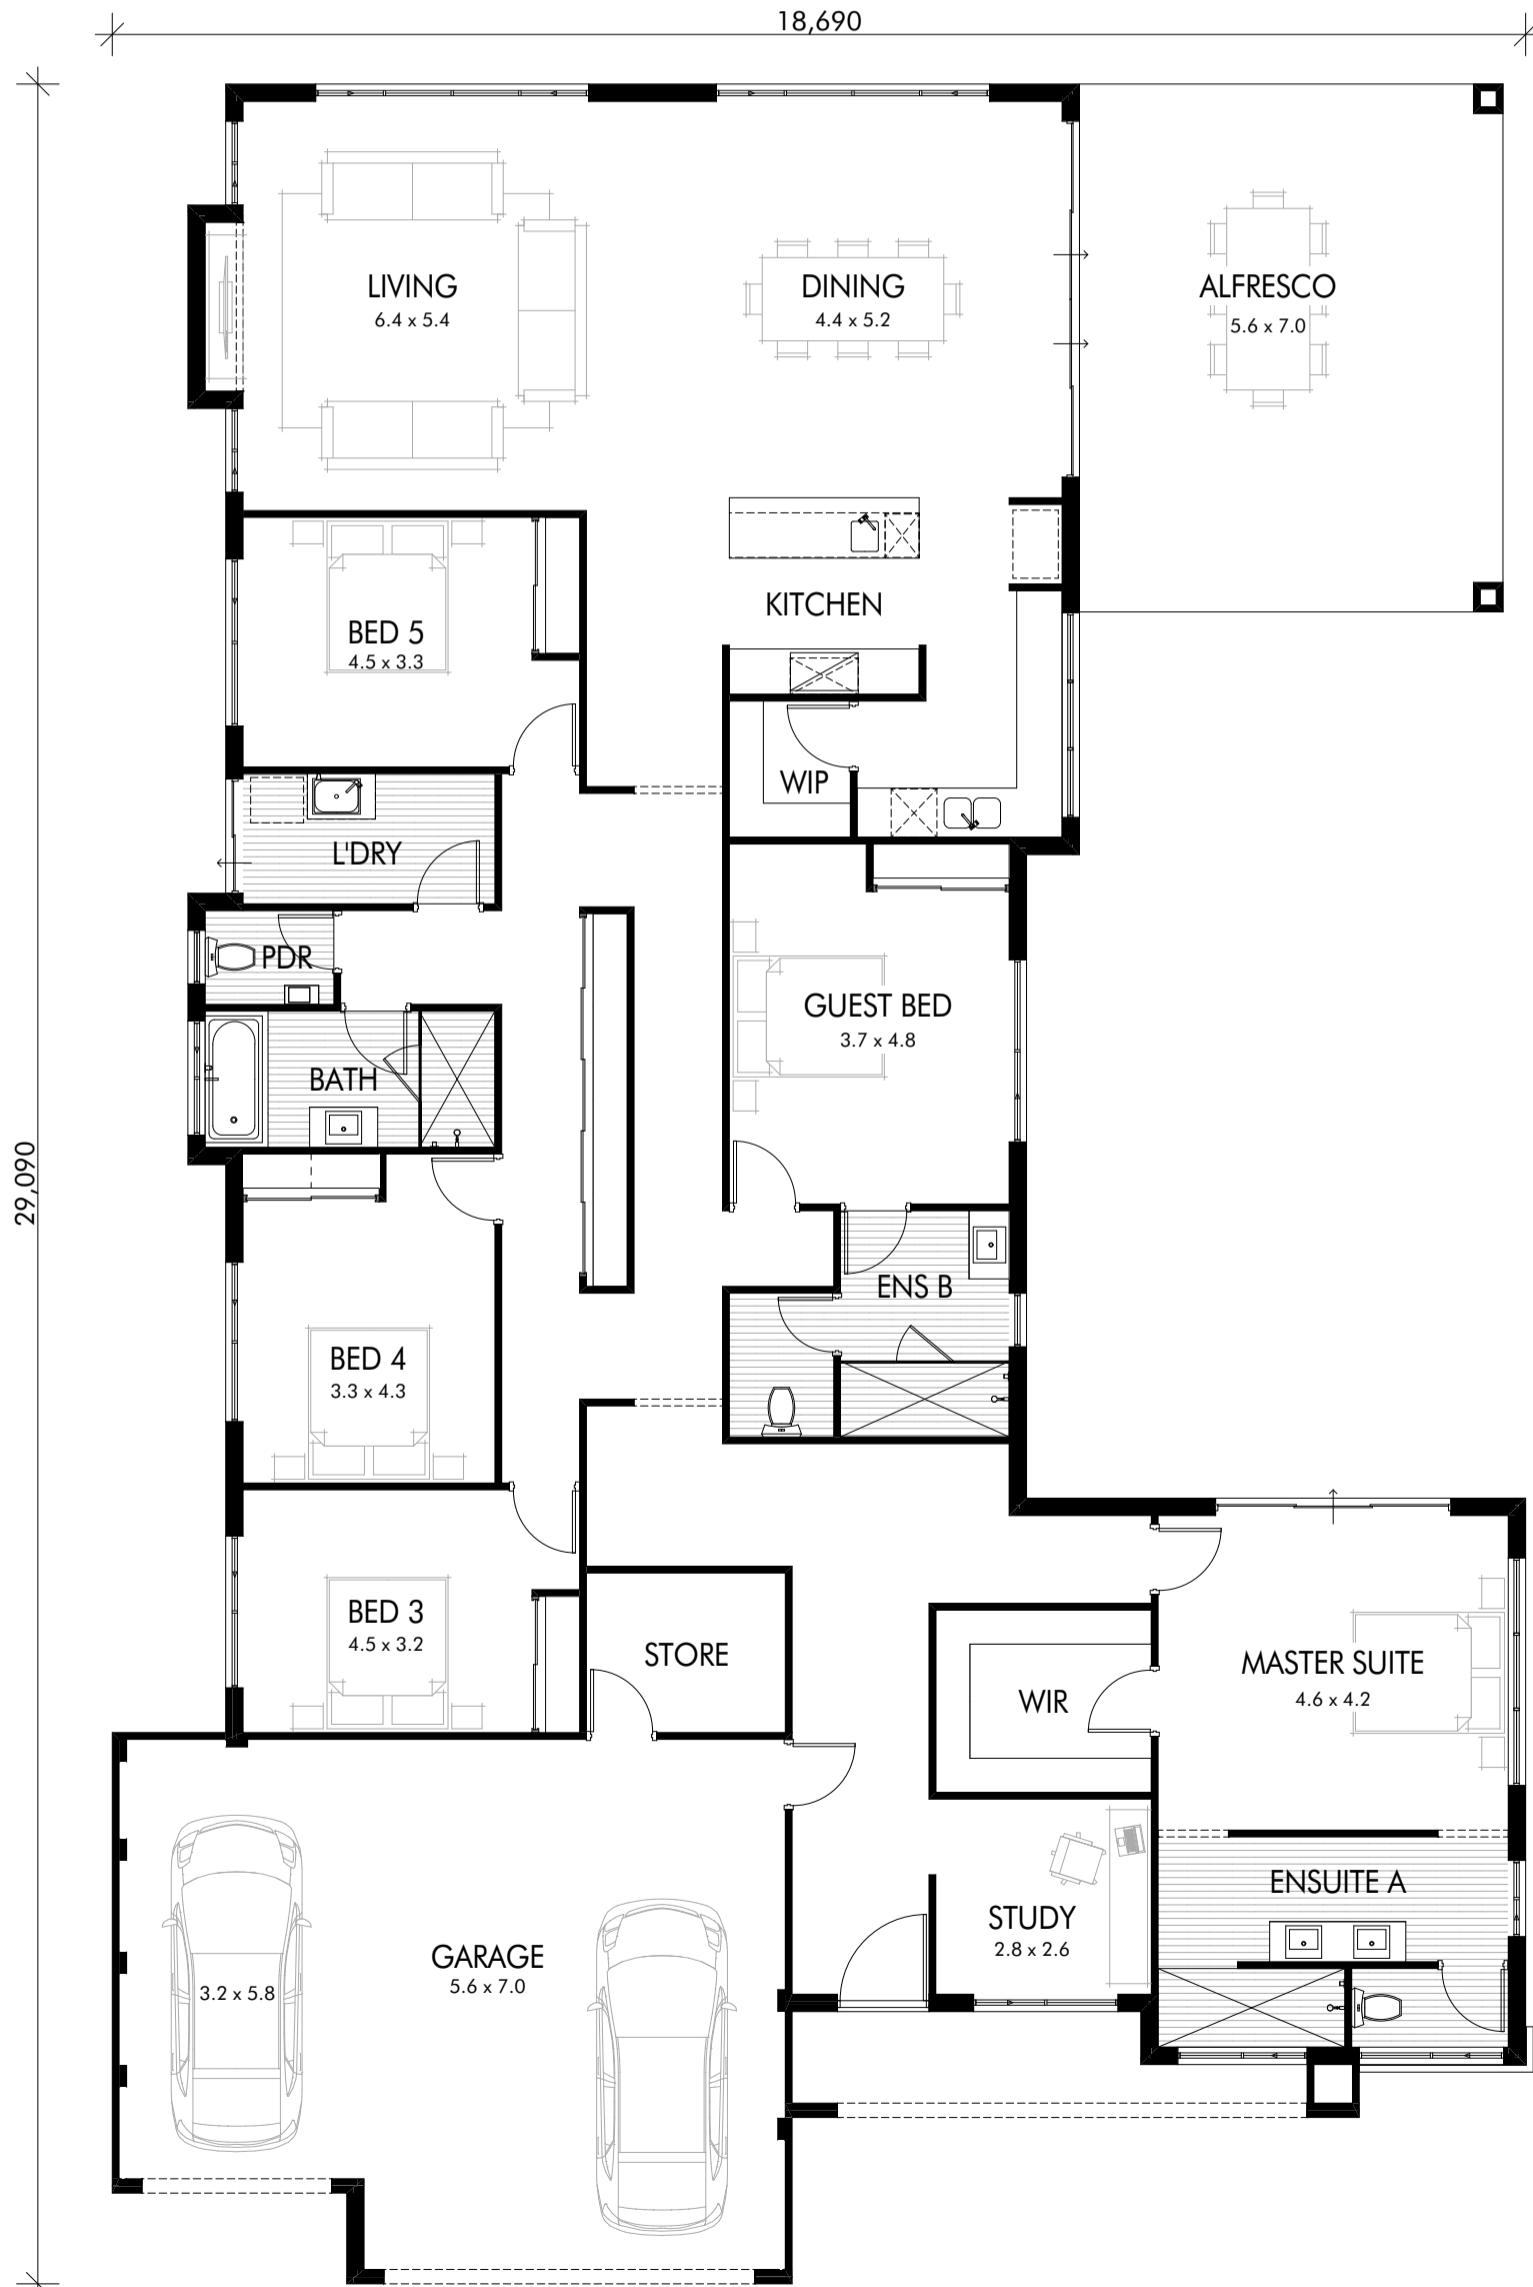 18,690
29,090
LIVING
6.4 x 5.4
DINING
4.4 x 5.2
ALFRESCO
5.6 x 7.0
KITCHEN
BED 5
4.5 x 3.3
WIP
L'DRY
PDR
GUEST BED
3.7 x 4.8
BATH
ENS B
BED 4
3.3 x 4.3
BED 3
4.5 x 3.2
STORE
WIR
MASTER SUITE
4.6 x 4.2
ENSUITE A
STUDY
2.8 x 2.6
GARAGE
5.6 x 7.0
3.2 x 5.8